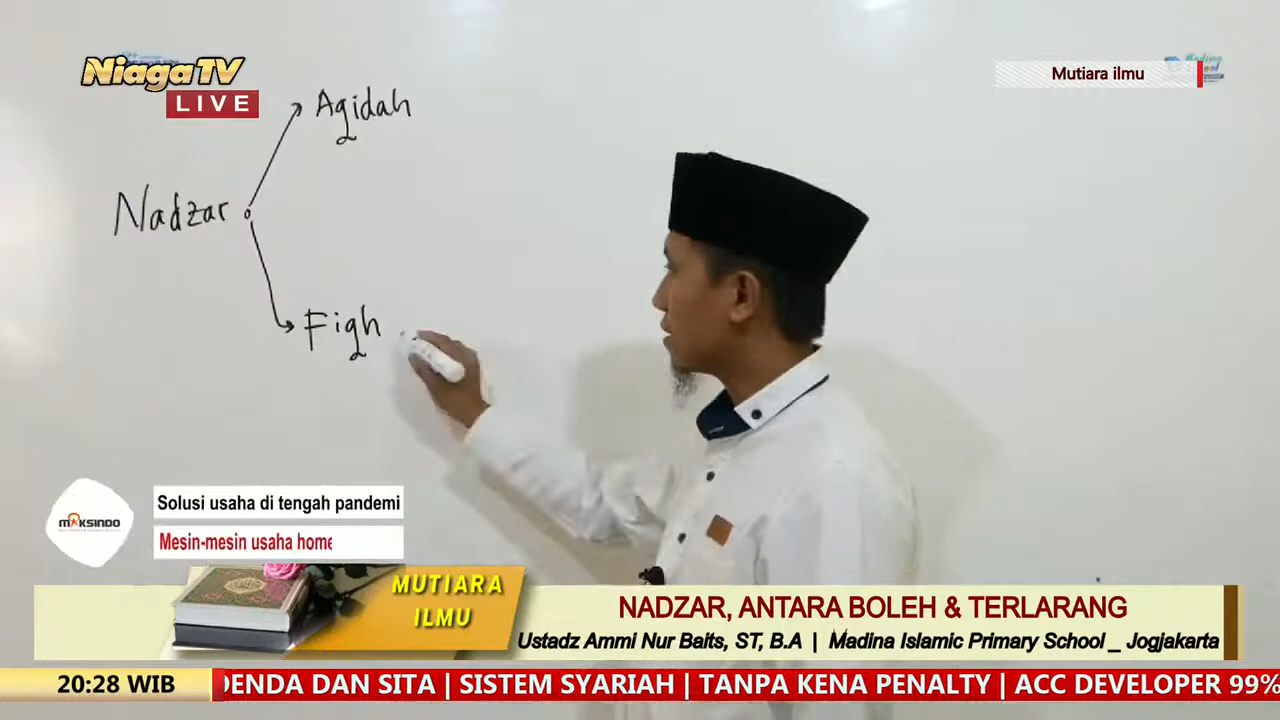 NiagaTV
LIVE
Mutiara ilmu
Aqidah
Nadzar
Fiqh
MAKSINDO
Solusi usaha di tengah pandemi
Mesin-mesin usaha home
MUTIARA
ILMU
NADZAR, ANTARA BOLEH & TERLARANG
Ustadz Ammi Nur Baits, ST, B.A | Madina Islamic Primary School _ Jogjakarta
20:28 WIB
DENDA DAN SITA | SISTEM SYARIAH | TANPA KENA PENALTY | ACC DEVELOPER 99%